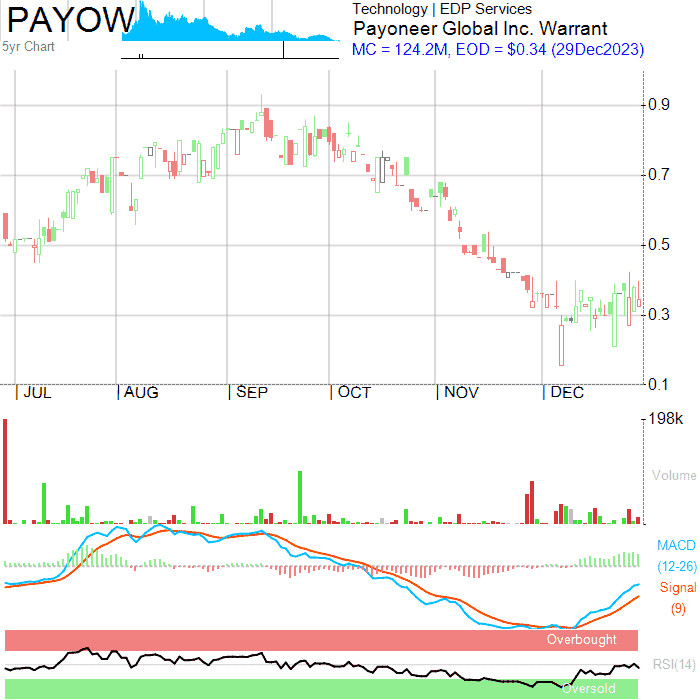 PAYOW
5yr Chart
Technology | EDP Services
Payoneer Global Inc. Warrant
MC = 124.2M, EOD = $0.34 (29Dec2023)
0.9
0.7
0.5
0.3
0.1
JUL AUG SEP OCT NOV DEC
198k
Volume
MACD
(12-26)
Signal
(9)
Overbought
RSI(14)
Oversold